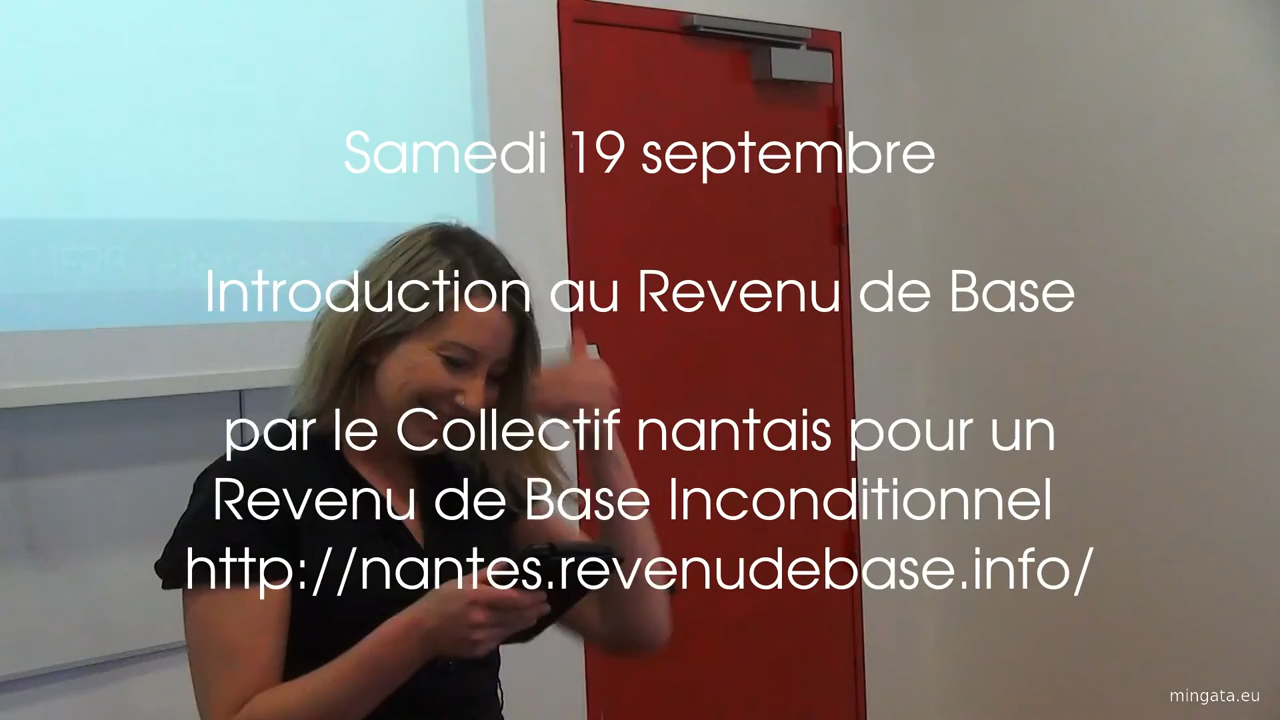 Samedi 19 septembre
Introduction au Revenu de Base
par le Collectif nantais pour un
Revenu de Base Inconditionnel
http://nantes.revenudebase.info/
mingata.eu